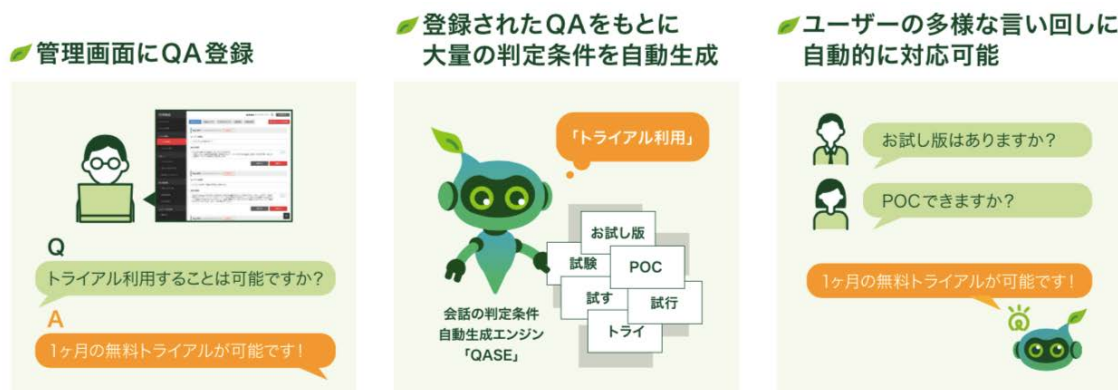 管理画面にQA登録
Q
トライアル利用することは可能ですか？
A
1ヶ月の無料トライアルが可能です！
登録されたQAをもとに
大量の判定条件を自動生成
「トライアル利用」
お試し版
試験
POC
試す
試行
トライ
会話の判定条件
自動生成エンジン
「QASE」
ユーザーの多様な言い回しに
自動的に対応可能
お試し版はありますか？
POCできますか？
1ヶ月の無料トライアルが可能です！